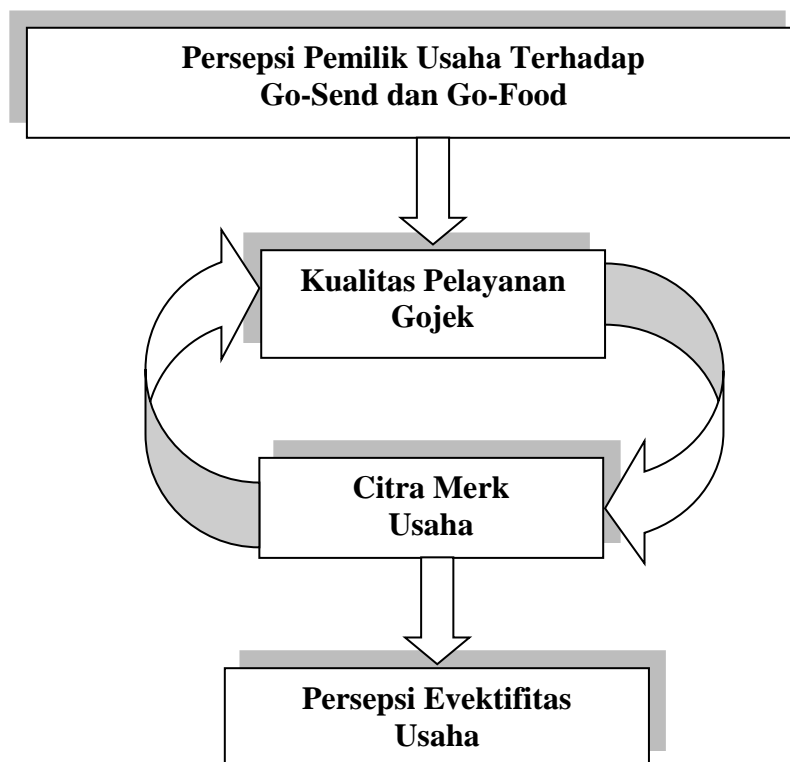 Persepsi Pemilik Usaha Terhadap
Go-Send dan Go-Food
Kualitas Pelayanan
Gojek
Citra Merk
Usaha
Persepsi Evektifitas
Usaha